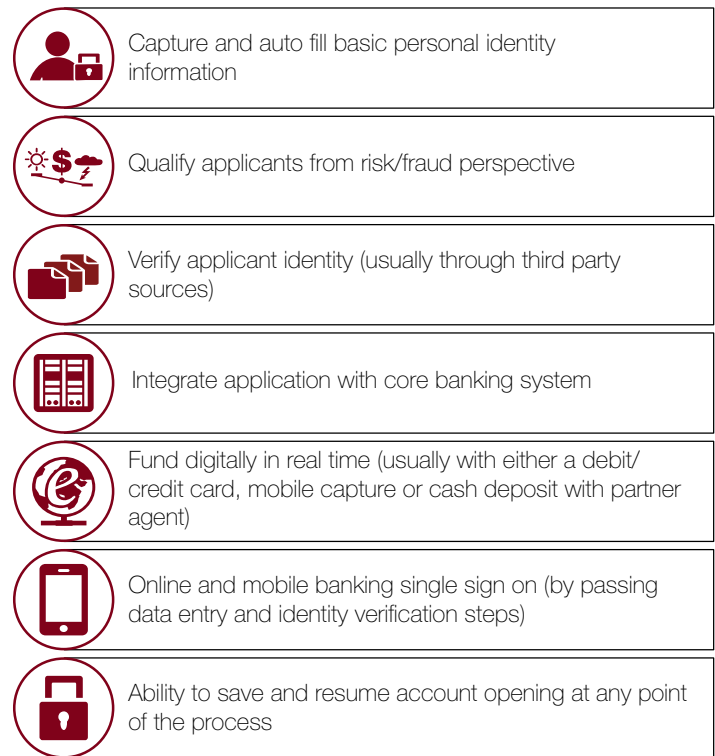 Capture and auto fill basic personal identity
information
$
Qualify applicants from risk/fraud perspective
Verify applicant identity (usually through third party
sources)
Integrate application with core banking system
e
Fund digitally in real time (usually with either a debit/
credit card, mobile capture or cash deposit with partner
agent)
Online and mobile banking single sign on (by passing
data entry and identity verification steps)
Ability to save and resume account opening at any point
of the process